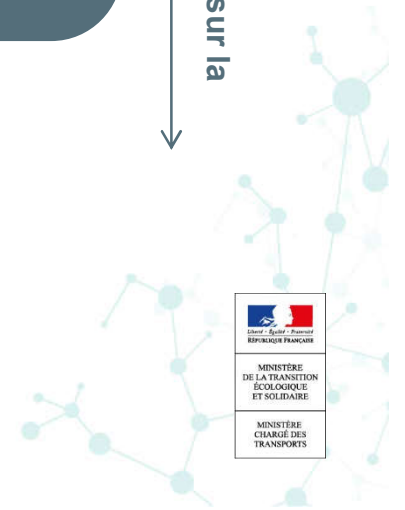 sur la
Liberté • Égalité • Fraternité
RÉPUBLIQUE FRANÇAISE
MINISTÈRE
DE LA TRANSITION
ÉCOLOGIQUE
ET SOLIDAIRE
MINISTÈRE
CHARGÉ DES
TRANSPORTS